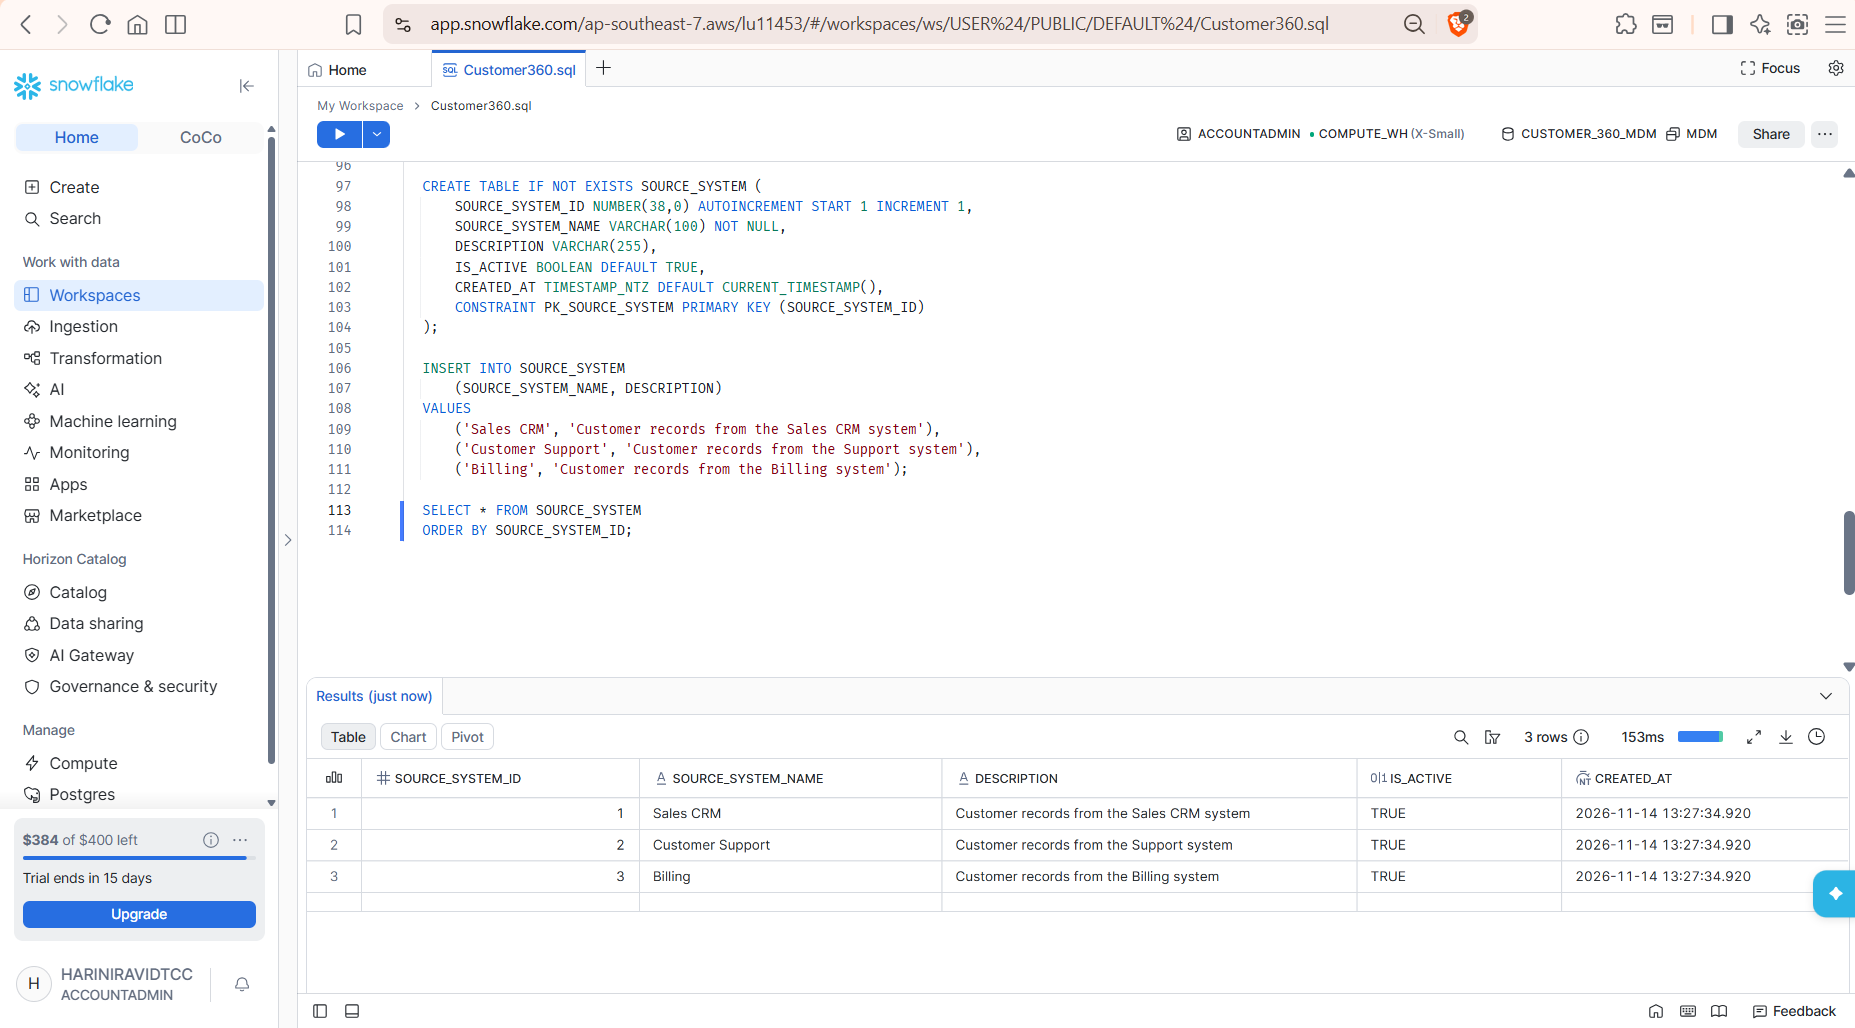 app.snowflake.com/ap-southeast-7.aws/lu11453/#/workspaces/ws/USER%24/PUBLIC/DEFAULT%24/Customer360.sql
2
snowflake
Home
CoCo
Create
Search
Work with data
Workspaces
Ingestion
Transformation
AI
Machine learning
Monitoring
Apps
Marketplace
Horizon Catalog
Catalog
Data sharing
AI Gateway
Governance & security
Manage
Compute
Postgres
$384 of $400 left
Trial ends in 15 days
Upgrade
H
HARINIRAVIDTCC
ACCOUNTADMIN
Home
SQL Customer360.sql
Focus
My Workspace > Customer360.sql
ACCOUNTADMIN COMPUTE_WH (X-Small) CUSTOMER_360_MDM MDM Share
96
97 CREATE TABLE IF NOT EXISTS SOURCE_SYSTEM (
98 SOURCE_SYSTEM_ID NUMBER(38,0) AUTOINCREMENT START 1 INCREMENT 1,
99 SOURCE_SYSTEM_NAME VARCHAR(100) NOT NULL,
100 DESCRIPTION VARCHAR(255),
101 IS_ACTIVE BOOLEAN DEFAULT TRUE,
102 CREATED_AT TIMESTAMP_NTZ DEFAULT CURRENT_TIMESTAMP(),
103 CONSTRAINT PK_SOURCE_SYSTEM PRIMARY KEY (SOURCE_SYSTEM_ID)
104 );
105
106 INSERT INTO SOURCE_SYSTEM
107 (SOURCE_SYSTEM_NAME, DESCRIPTION)
108 VALUES
109 ('Sales CRM', 'Customer records from the Sales CRM system'),
110 ('Customer Support', 'Customer records from the Support system'),
111 ('Billing', 'Customer records from the Billing system');
112
113 SELECT * FROM SOURCE_SYSTEM
114 ORDER BY SOURCE_SYSTEM_ID;
Results (just now)
Table Chart Pivot 3 rows 153ms
# SOURCE_SYSTEM_ID A SOURCE_SYSTEM_NAME A DESCRIPTION 0|1 IS_ACTIVE NT CREATED_AT
1 1 Sales CRM Customer records from the Sales CRM system TRUE 2026-11-14 13:27:34.920
2 2 Customer Support Customer records from the Support system TRUE 2026-11-14 13:27:34.920
3 3 Billing Customer records from the Billing system TRUE 2026-11-14 13:27:34.920
Feedback